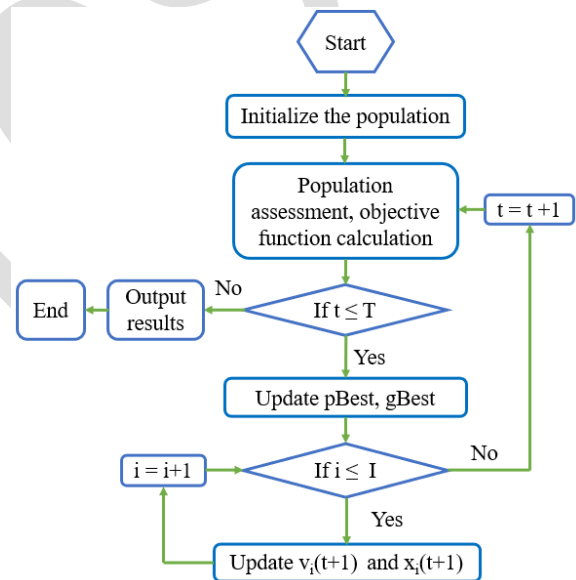 Start
Initialize the population
Population
assessment, objective
function calculation
t = t +1
If t ≤ T
No
Output
results
End
Yes
Update pBest, gBest
i = i+1
If i ≤ I
No
Yes
Update vᵢ(t+1) and xᵢ(t+1)